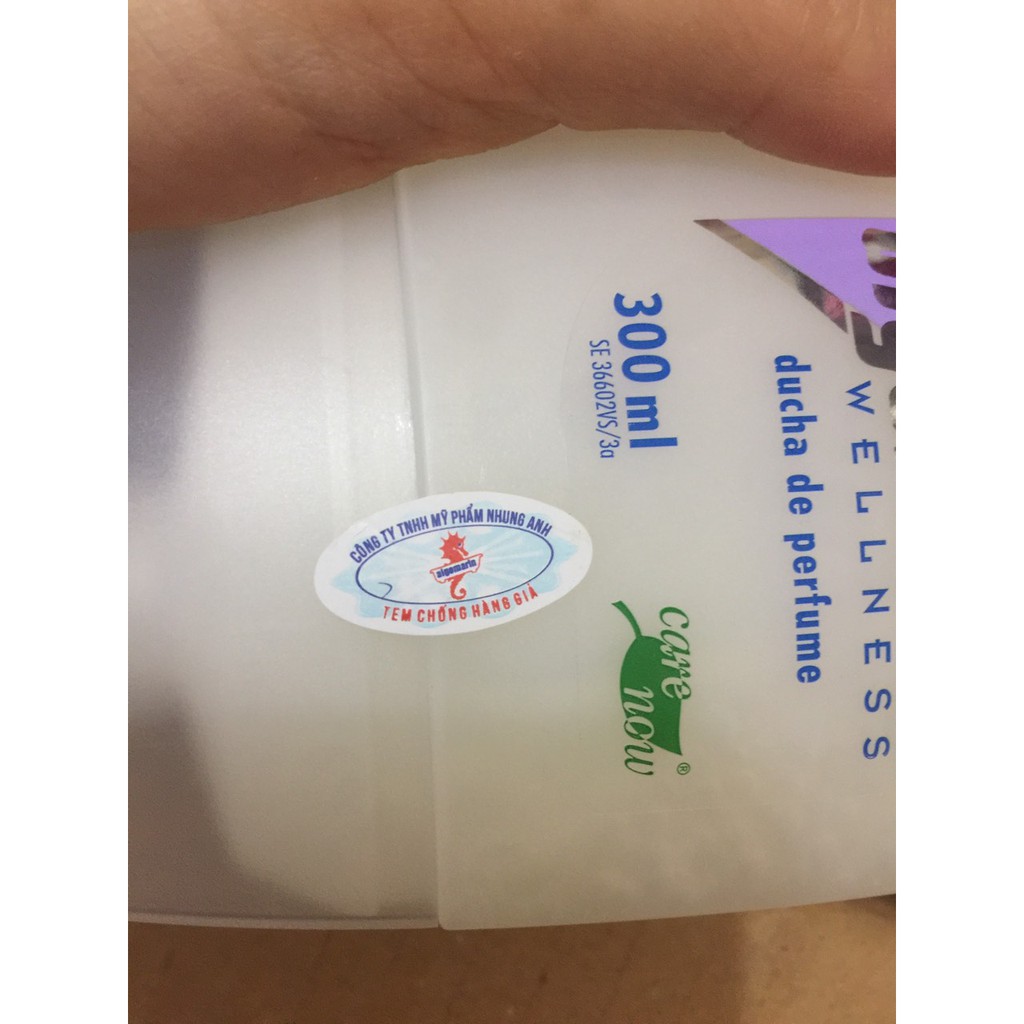 WELLNESS
ducha de perfume
300 ml
SE 36602VS/3a
care
now®
CÔNG TY TNHH MỸ PHẨM NHUNG ANH
algemarin
TEM CHỐNG HÀNG GIẢ